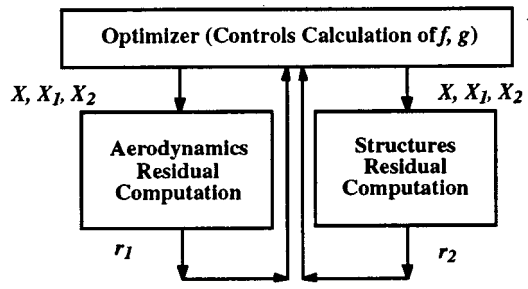 Optimizer (Controls Calculation of f, g)
X, X1, X2
X, X1, X2
Aerodynamics
Residual
Computation
Structures
Residual
Computation
r1
r2